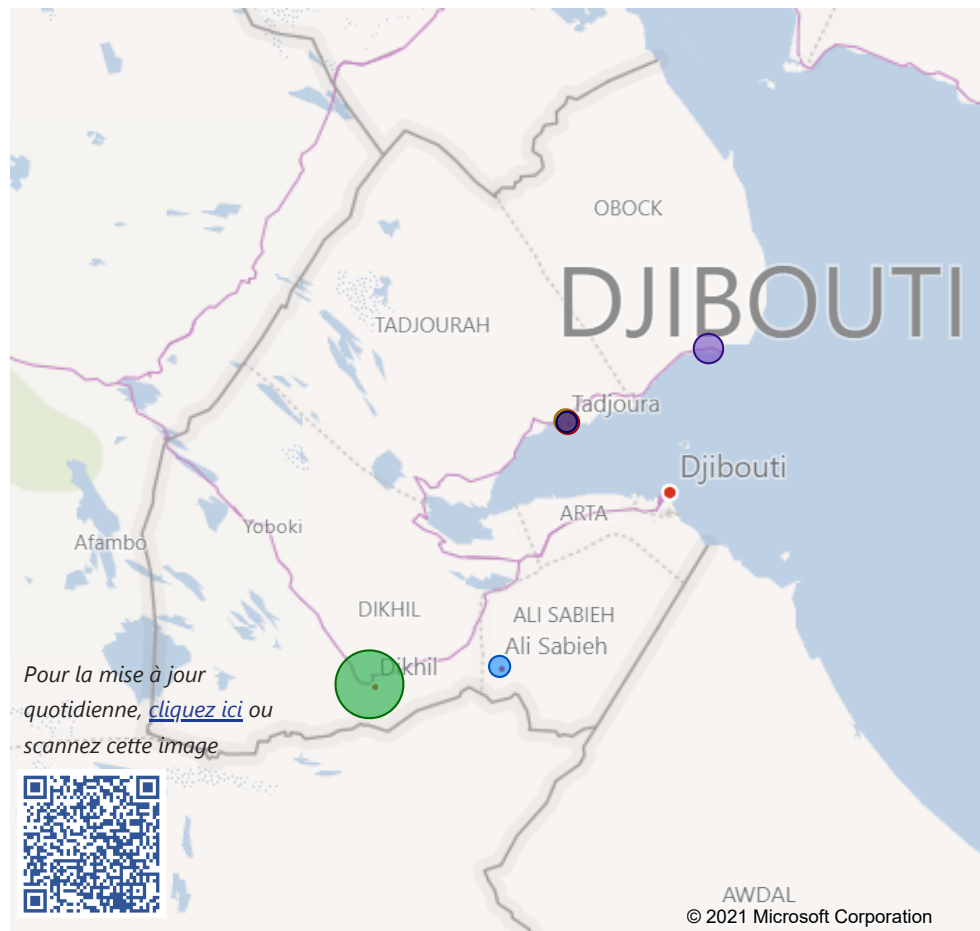 OBOCK
DJIBOUTI
TADJOURAH
Tadjoura
Djibouti
ARTA
Yoboki
Afambo
DIKHIL
ALI SABIEH
Ali Sabieh
Dikhil
Pour la mise à jour
quotidienne, cliquez ici ou
scannez cette image
AWDAL
© 2021 Microsoft Corporation